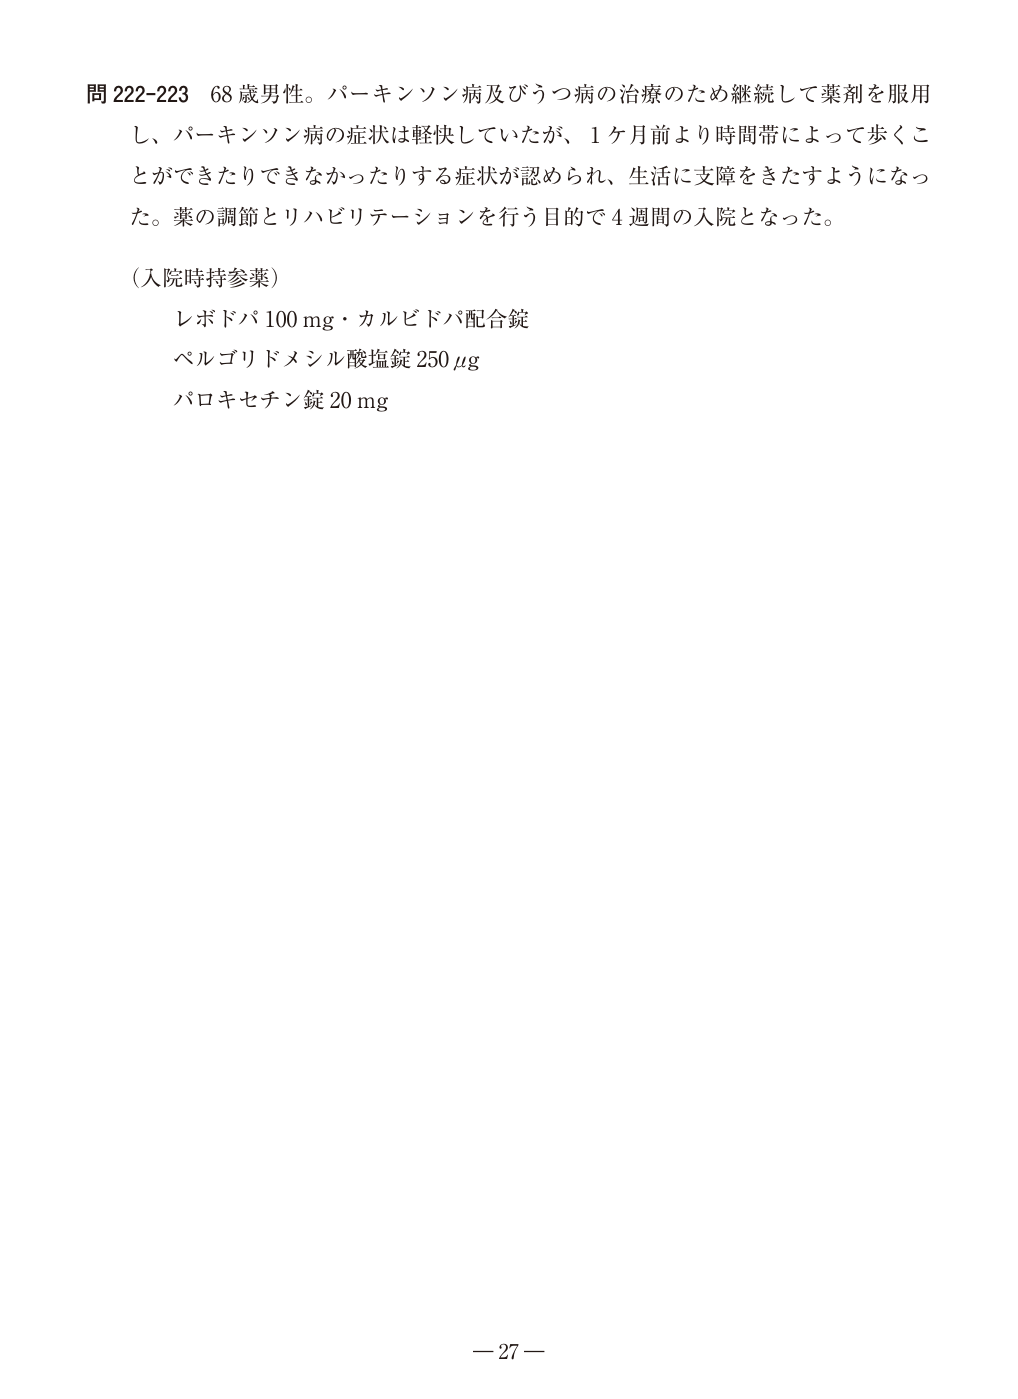 問 222-223　68 歳男性。パーキンソン病及びうつ病の治療のため継続して薬剤を服用
し、パーキンソン病の症状は軽快していたが、1 ケ月前より時間帯によって歩くこ
とができたりできなかったりする症状が認められ、生活に支障をきたすようになっ
た。薬の調節とリハビリテーションを行う目的で 4 週間の入院となった。
（入院時持参薬）
レボドパ 100 mg・カルビドパ配合錠
ペルゴリドメシル酸塩錠 250 μg
パロキセチン錠 20 mg
— 27 —